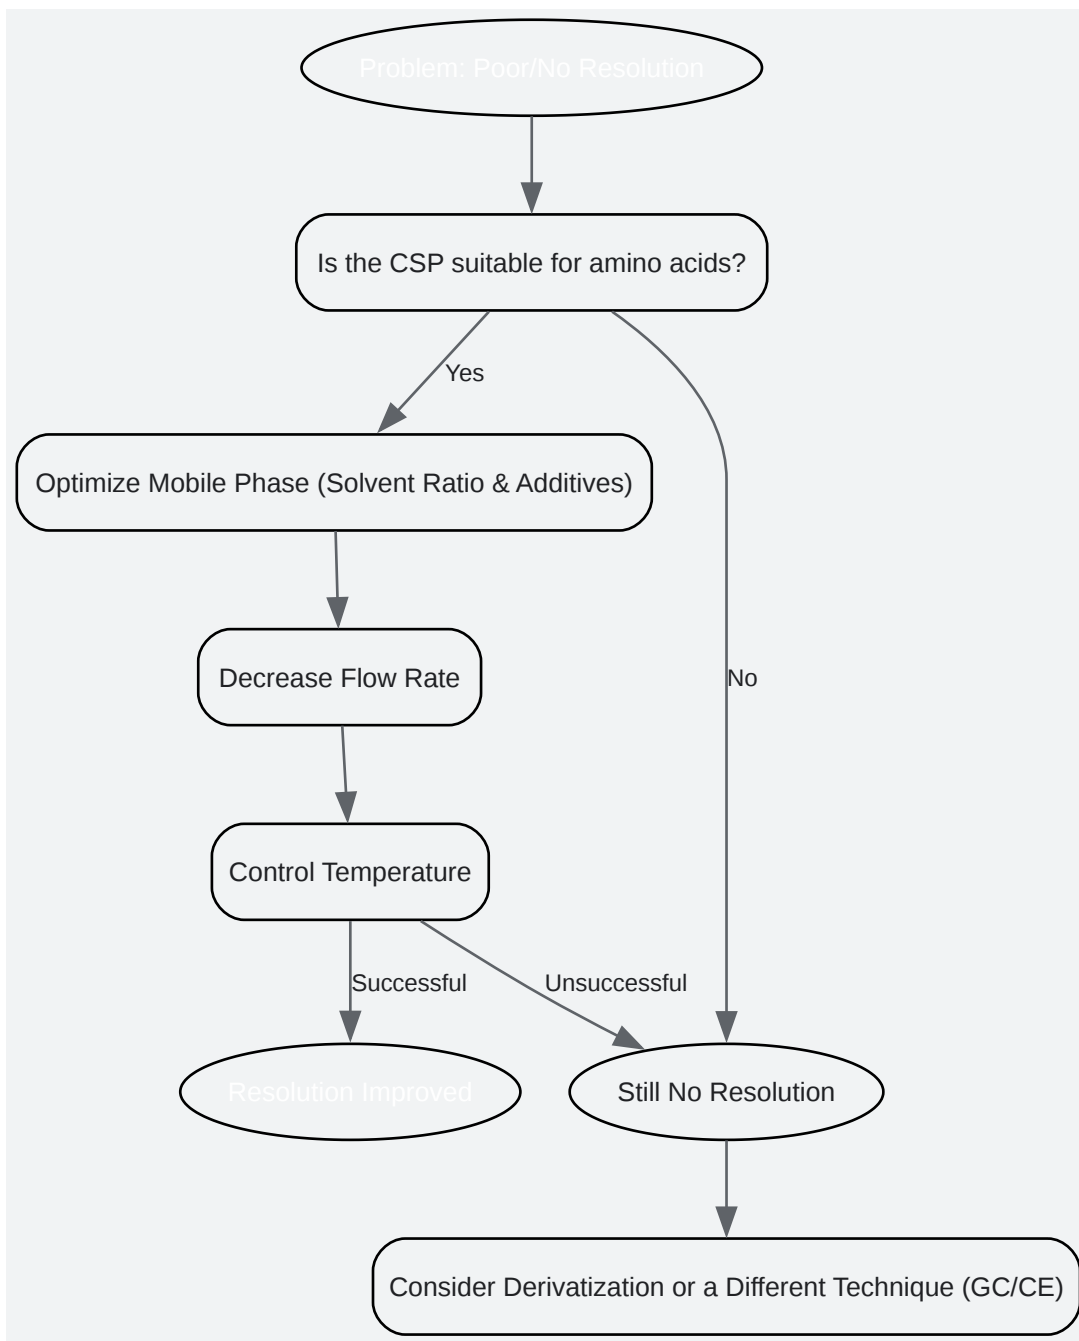 Problem: Poor/No Resolution
Is the CSP suitable for amino acids?
Yes
Optimize Mobile Phase (Solvent Ratio & Additives)
Decrease Flow Rate
No
Control Temperature
Successful
Unsuccessful
Resolution Improved
Still No Resolution
Consider Derivatization or a Different Technique (GC/CE)